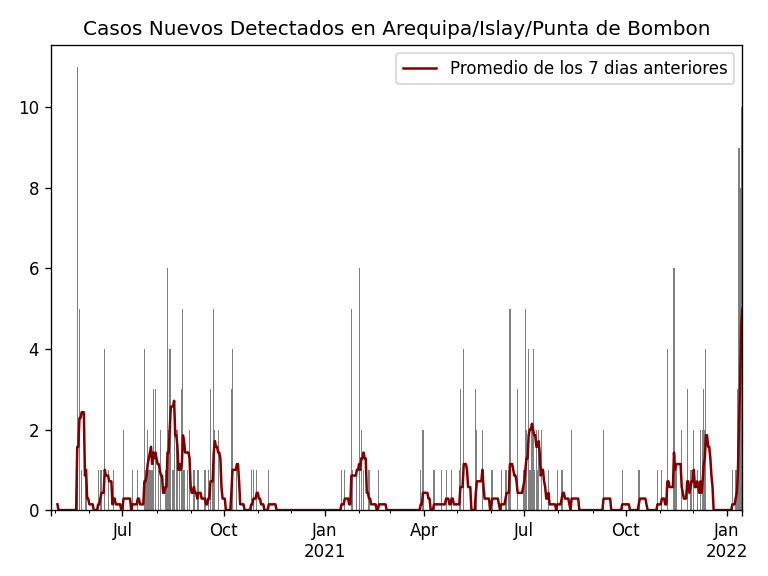 Casos Nuevos Detectados en Arequipa/Islay/Punta de Bombon
Promedio de los 7 dias anteriores
10
8
6
4
2
0
Jul
Oct
Jan
2021
Apr
Jul
Oct
Jan
2022